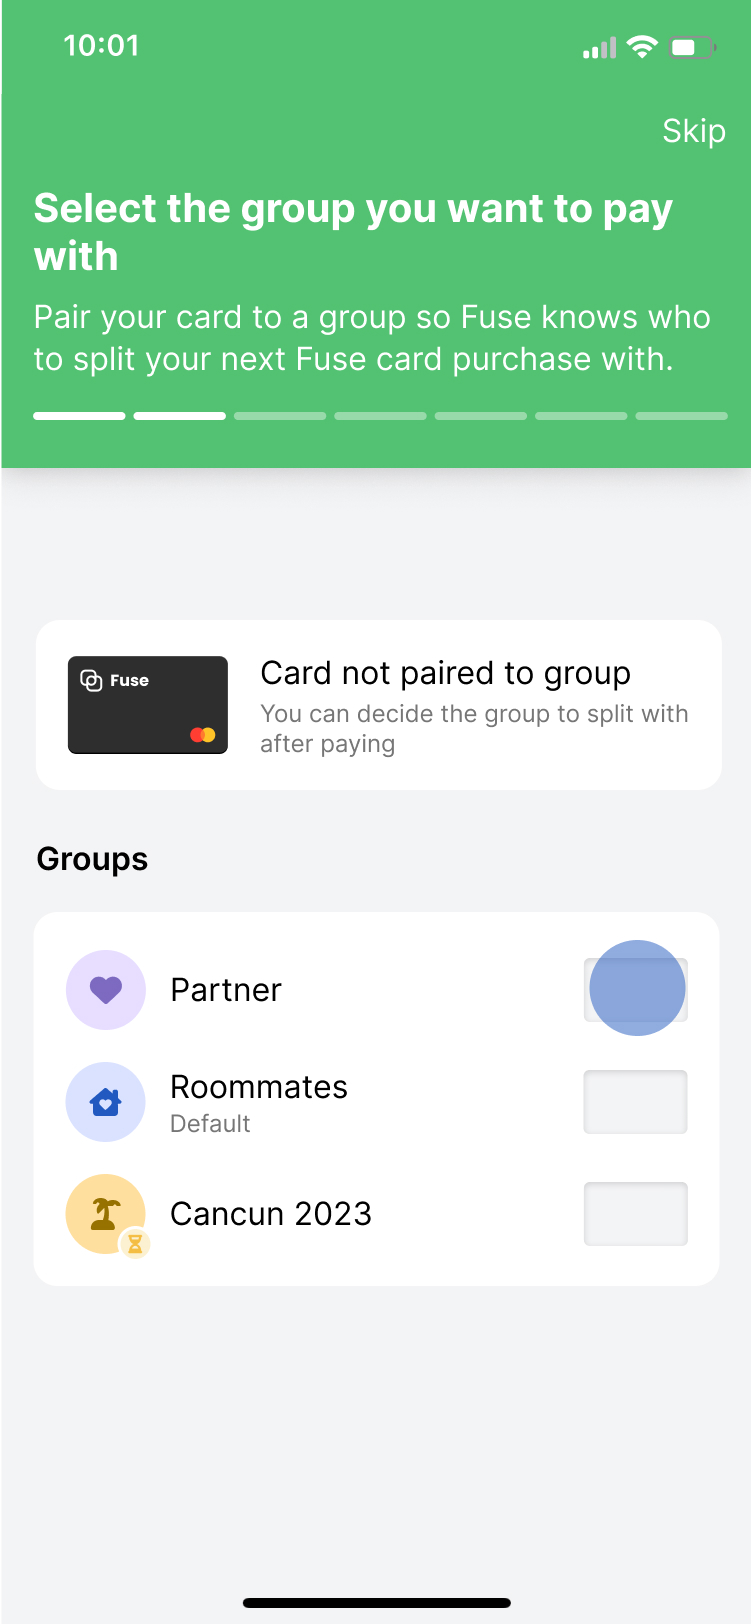 10:01
Skip
Select the group you want to pay
with
Pair your card to a group so Fuse knows who
to split your next Fuse card purchase with.
Fuse
Card not paired to group
You can decide the group to split with
after paying
Groups
Partner
Roommates
Default
Cancun 2023